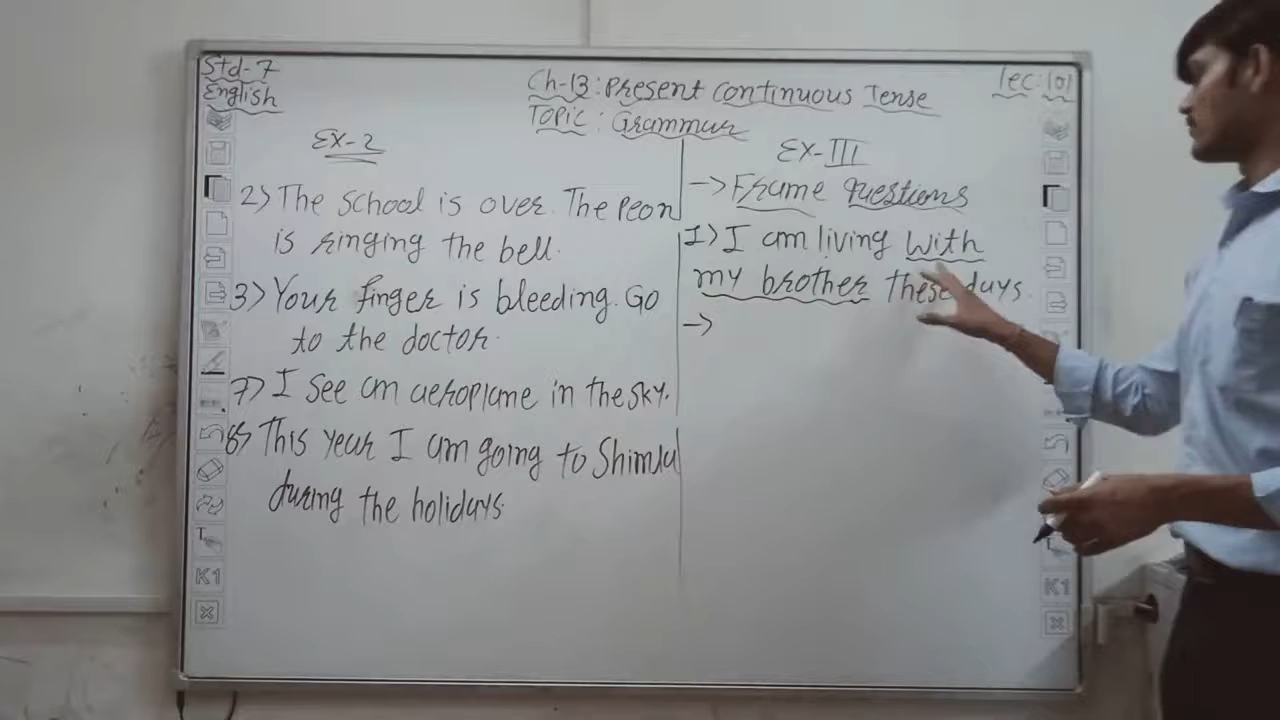 Std-7
English
Ch-13: Present Continuous Tense
Topic: Grammar
lec: 101
Ex-2
2) The School is over. The Peon
is ringing the bell.
3) Your finger is bleeding. Go
to the doctor.
7) I see an aeroplane in the sky.
8) This year I am going to Shimla
during the holidays.
Ex-III
-> Frame questions
1) I am living with
my brother these days.
->
K1
K1